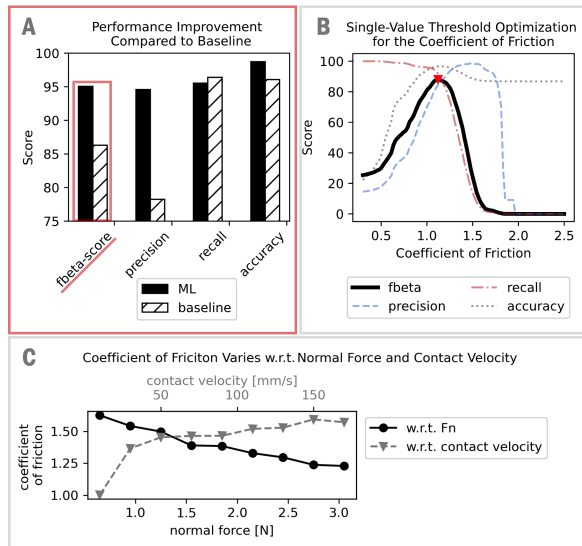 A
Performance Improvement
Compared to Baseline
100
95
90
85
80
75
Score
fbeta-score
precision
recall
accuracy
ML
baseline
B
Single-Value Threshold Optimization
for the Coefficient of Friction
100
80
60
40
20
0
Score
0.5
1.0
1.5
2.0
2.5
Coefficient of Friction
fbeta
precision
recall
accuracy
C
Coefficient of Friciton Varies w.r.t. Normal Force and Contact Velocity
contact velocity [mm/s]
50
100
150
1.50
1.25
1.00
coefficient
of friction
1.0
1.5
2.0
2.5
3.0
normal force [N]
w.r.t. Fn
w.r.t. contact velocity